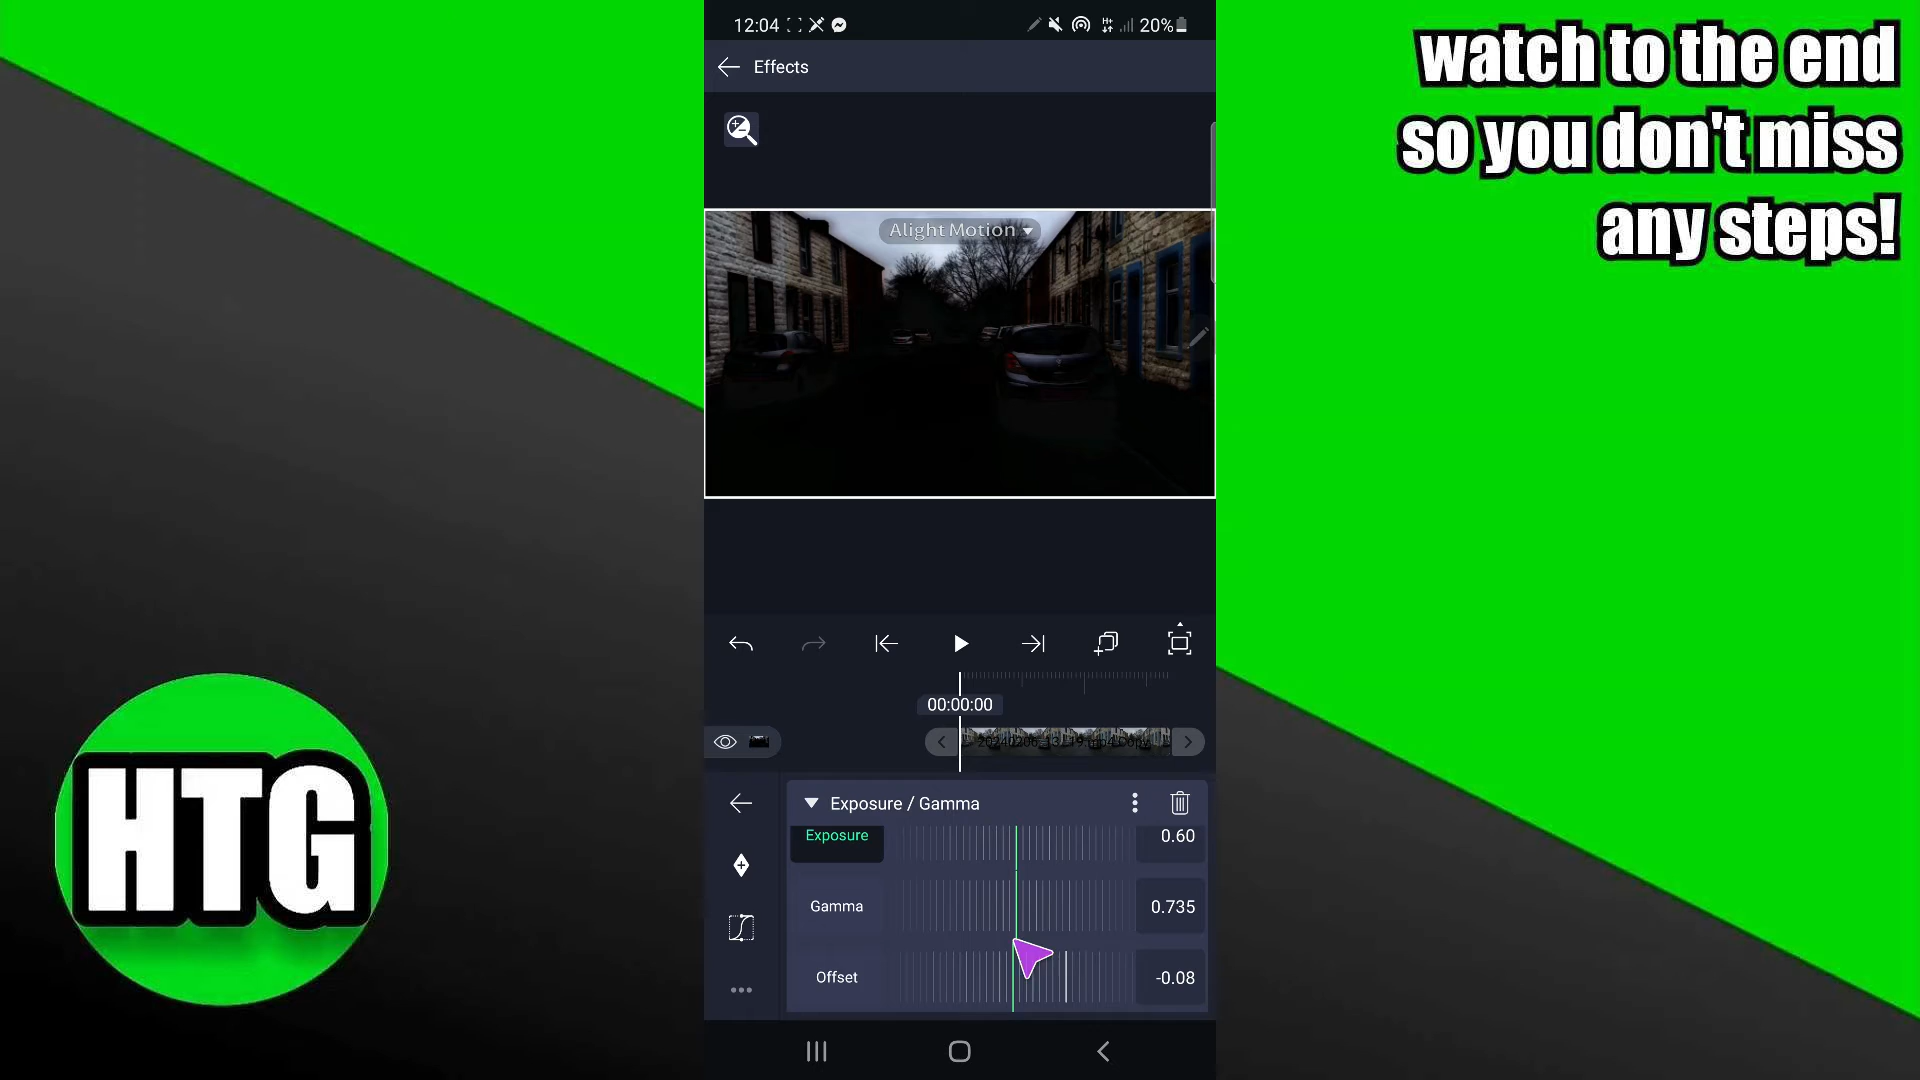 12:04
20%
Effects
watch to the end
so you don't miss
any steps!
Alight Motion
00:00:00
Exposure / Gamma
Exposure 0.60
Gamma 0.735
Offset -0.08
HTG